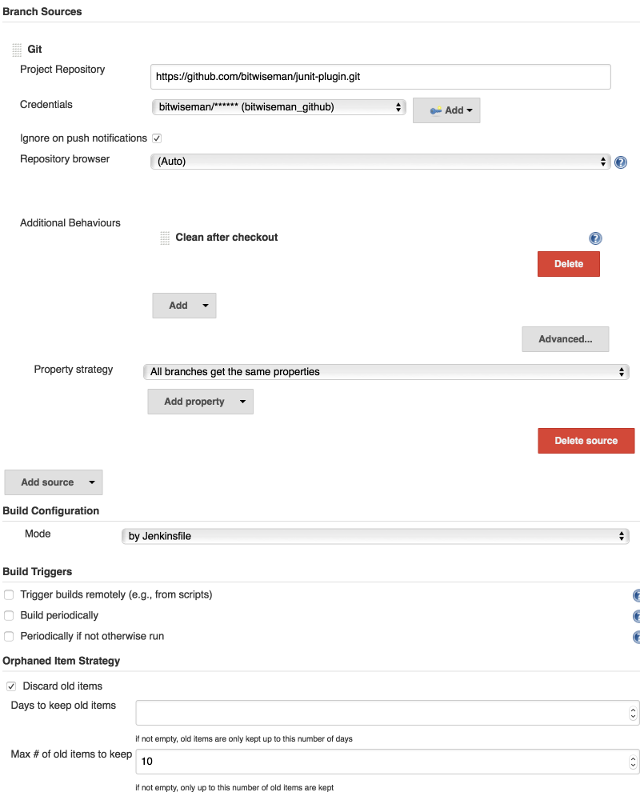 Branch Sources
Git
Project Repository
https://github.com/bitwiseman/junit-plugin.git
Credentials
bitwiseman/****** (bitwiseman_github)
Add
Ignore on push notifications
Repository browser
(Auto)
Additional Behaviours
Clean after checkout
Delete
Add
Advanced...
Property strategy
All branches get the same properties
Add property
Delete source
Add source
Build Configuration
Mode
by Jenkinsfile
Build Triggers
Trigger builds remotely (e.g., from scripts)
Build periodically
Periodically if not otherwise run
Orphaned Item Strategy
Discard old items
Days to keep old items
if not empty, old items are only kept up to this number of days
Max # of old items to keep
10
if not empty, only up to this number of old items are kept